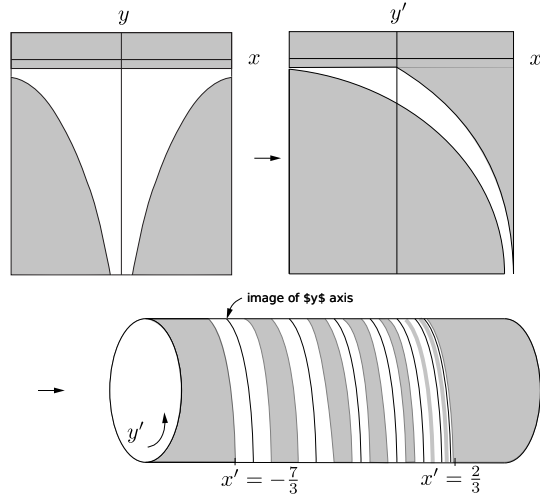 y
x
y′
x
image of $y$ axis
y′
x′ = −7/3
x′ = 2/3